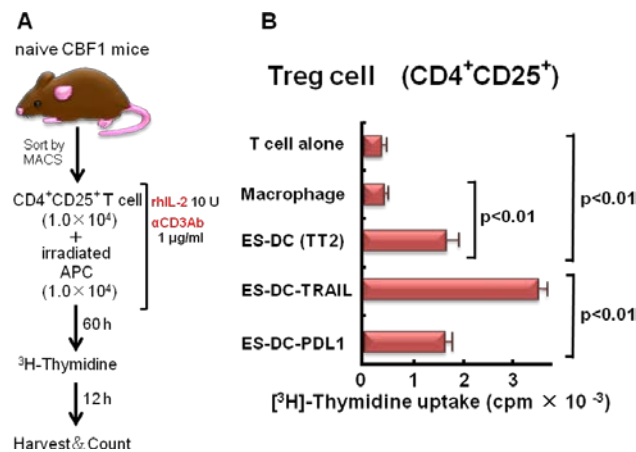 A
naive CBF1 mice
Sort by
MACS
CD4⁺CD25⁺ T cell
(1.0×10⁴)
+
irradiated
APC
(1.0×10⁴)
rhIL-2 10 U
αCD3Ab
1 μg/ml
60 h
³H-Thymidine
12 h
Harvest&Count
B
Treg cell (CD4⁺CD25⁺)
T cell alone
Macrophage
ES-DC (TT2)
ES-DC-TRAIL
ES-DC-PDL1
p<0.01
p<0.01
p<0.01
0 1 2 3
[³H]-Thymidine uptake (cpm × 10⁻³)